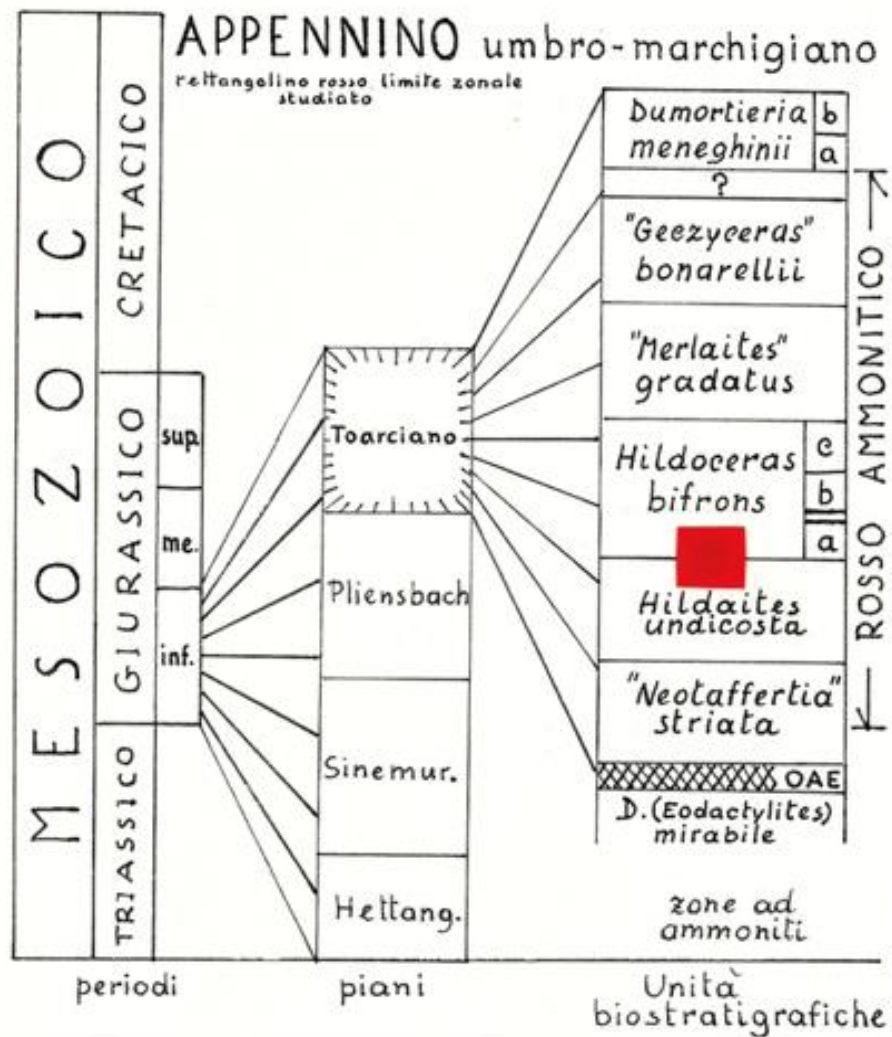 APPENNINO umbro-marchigiano
rettangolino rosso limite zonale
studiato
MESOZOICO
CRETACICO
GIURASSICO
TRIASSICO
sup.
me.
inf.
Toarciano
Pliensbach
Sinemur.
Hettang.
Dumortieria
meneghinii
b
a
?
"Geczyceras"
bonarellii
"Merlaites"
gradatus
Hildoceras
bifrons
c
b
a
Hildaites
undicosta
"Neotaffertia"
striata
OAE
D.(Eodactylites)
mirabile
ROSSO AMMONITICO
zone ad
ammoniti
periodi
piani
Unità
biostratigrafiche